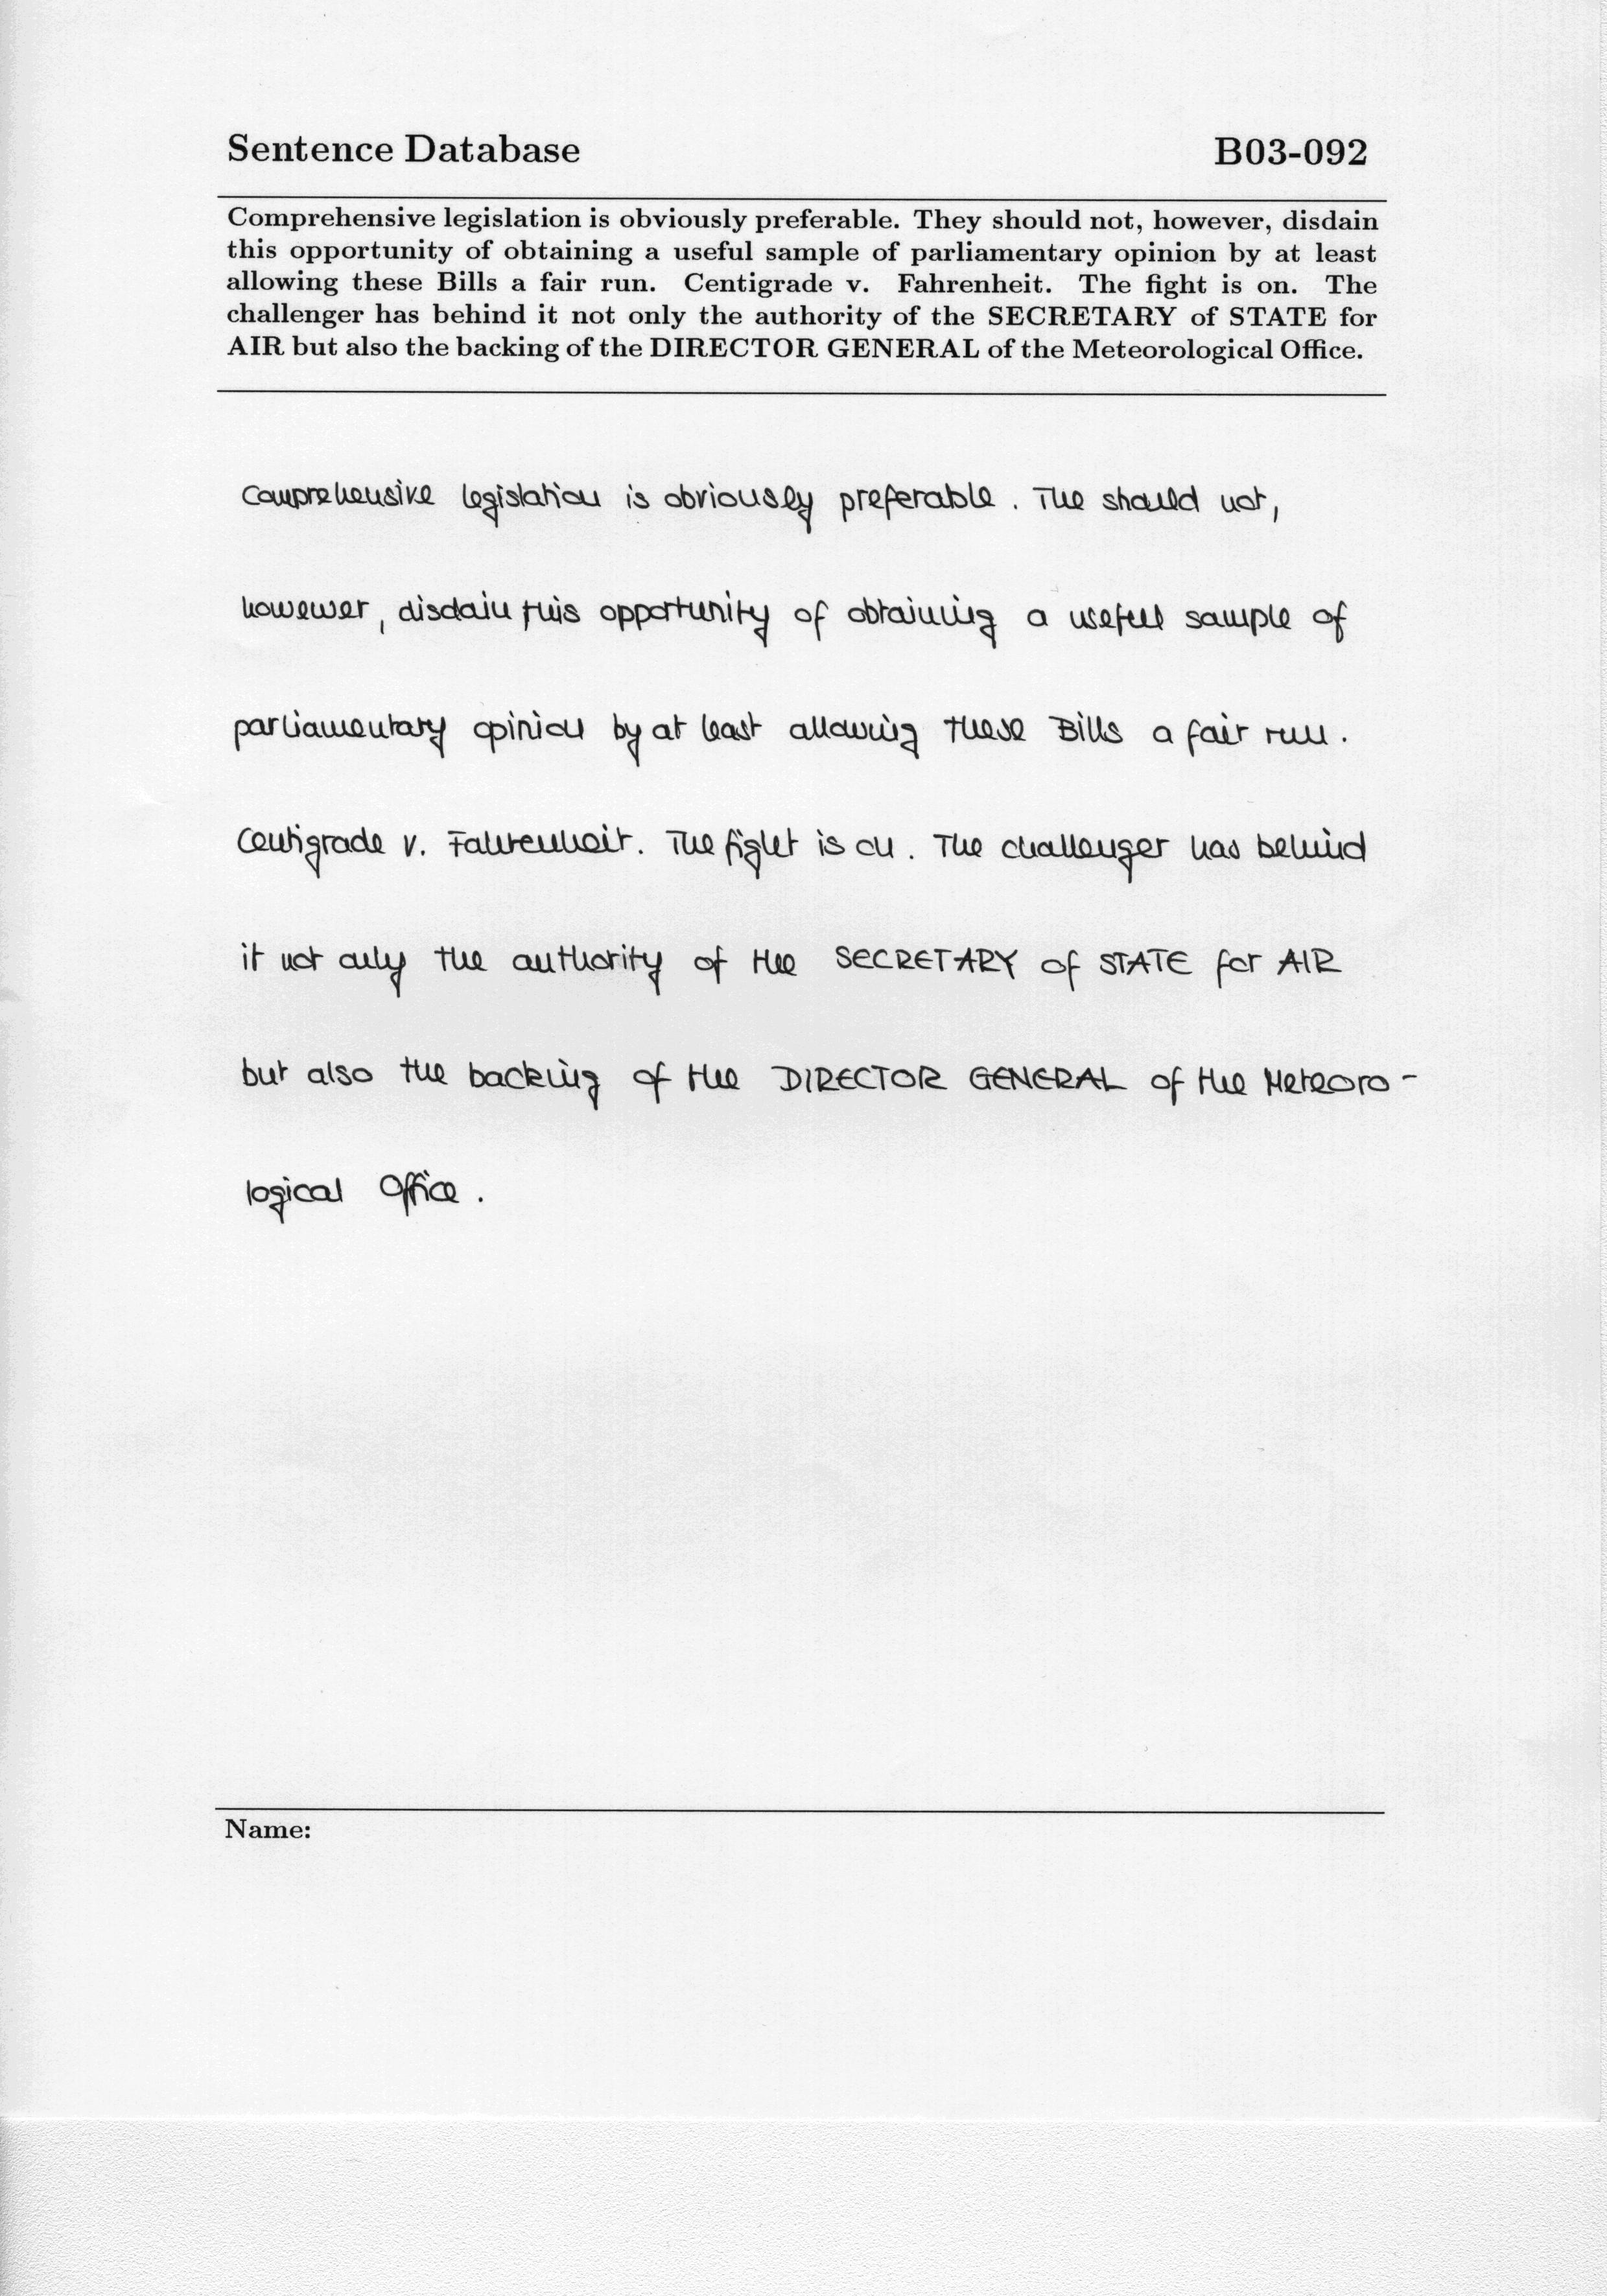 Sentence Database B03-092
Comprehensive legislation is obviously preferable. They should not, however, disdain
this opportunity of obtaining a useful sample of parliamentary opinion by at least
allowing these Bills a fair run. Centigrade v. Fahrenheit. The fight is on. The
challenger has behind it not only the authority of the SECRETARY of STATE for
AIR but also the backing of the DIRECTOR GENERAL of the Meteorological Office.
Comprehensive legislation is obviously preferable. The should not,
howewer, disdain this opportunity of obtaining a useful sample of
parliamentary opinion by at least allowing these Bills a fair run.
Centigrade v. Fahrenheit. The fight is on. The challenger has behind
it not only the authority of the SECRETARY of STATE for AIR
but also the backing of the DIRECTOR GENERAL of the Meteoro-
logical Office.
Name: